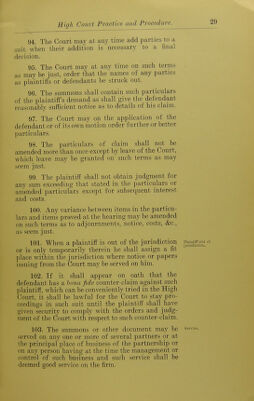 High Court Practice and Procedure. 29
94. The Court may at any time add parties to a
suit when their addition is necessary to a final
decision.
95. The Court may at any time on such terms
as may be just, order that the names of any parties
as plaintiffs or defendants be struck out.
96. The summons shall contain such particulars
of the plaintiff's demand as shall give the defendant
reasonably sufficient notice as to details of his claim.
97. The Court may on the application of the
defendant or of its own motion order further or better
particulars.
98. The particulars of claim shall not be
amended more than once except by leave of the Court,
which leave may be granted on such terms as may
seem just.
99. The plaintiff shall not obtain judgment for
any sum exceeding that stated in the particulars or
amended particulars except for subsequent interest
and costs.
100. Any variance between items in the particu-
lars and items proved at the hearing may be amended
on such terms as to adjournments, notice, costs, &c.,
as seem just.
101. When a plaintiff is out of the jurisdiction
or is only temporarily therein he shall assign a fit
place within the jurisdiction where notice or papers
issuing from the Court may be served on him.
Plaintiff out of
jurisdiction.
102. If it shall appear on oath that the
defendant has a bona fide counter claim against such
plaintiff, which can be conveniently tried in the High
Court, it shall be lawful for the Court to stay pro-
ceedings in such suit until the plaintiff shall have
given security to comply with the orders and judg-
ment of the Court with respect to such counter claim.
103. The summons or other document may be
Service.
served on any one or more of several partners or at
the principal place of business of the partnership or
on any person having at the time the management or
control of such business and such service shall be
deemed good service on the firm.